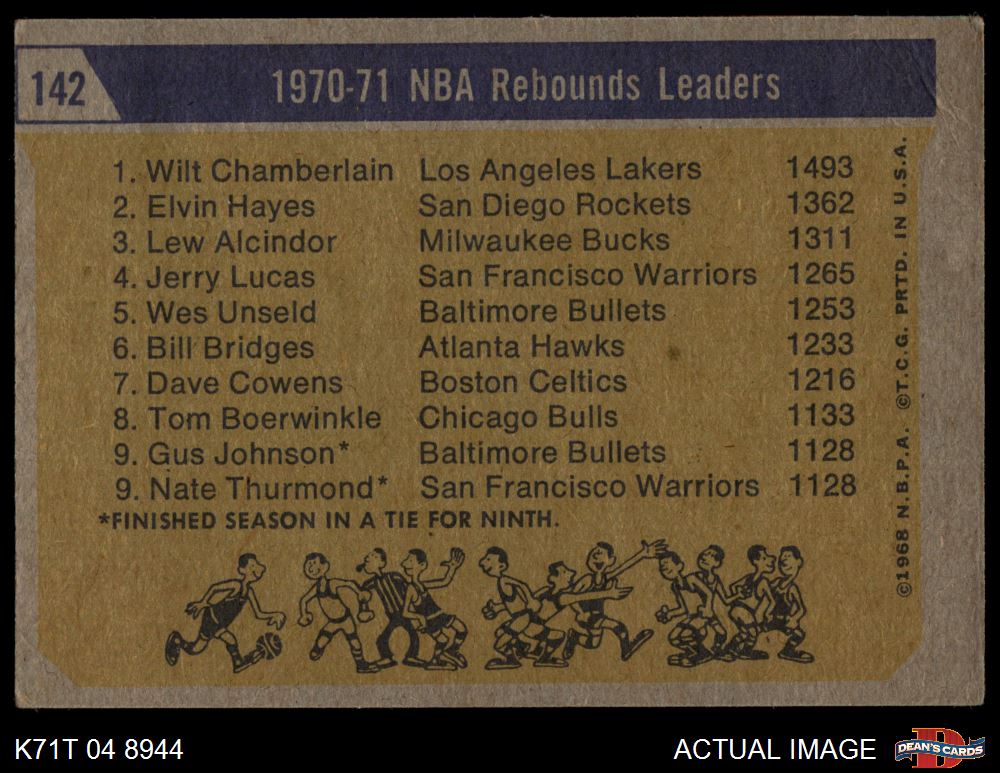 142
1970-71 NBA Rebounds Leaders
1. Wilt Chamberlain Los Angeles Lakers 1493
2. Elvin Hayes San Diego Rockets 1362
3. Lew Alcindor Milwaukee Bucks 1311
4. Jerry Lucas San Francisco Warriors 1265
5. Wes Unseld Baltimore Bullets 1253
6. Bill Bridges Atlanta Hawks 1233
7. Dave Cowens Boston Celtics 1216
8. Tom Boerwinkle Chicago Bulls 1133
9. Gus Johnson* Baltimore Bullets 1128
9. Nate Thurmond* San Francisco Warriors 1128
*FINISHED SEASON IN A TIE FOR NINTH.
©1968 N.B.P.A. ©T.C.G. PRTD. IN U.S.A.
K71T 04 8944
ACTUAL IMAGE
D
DEAN'S CARDS